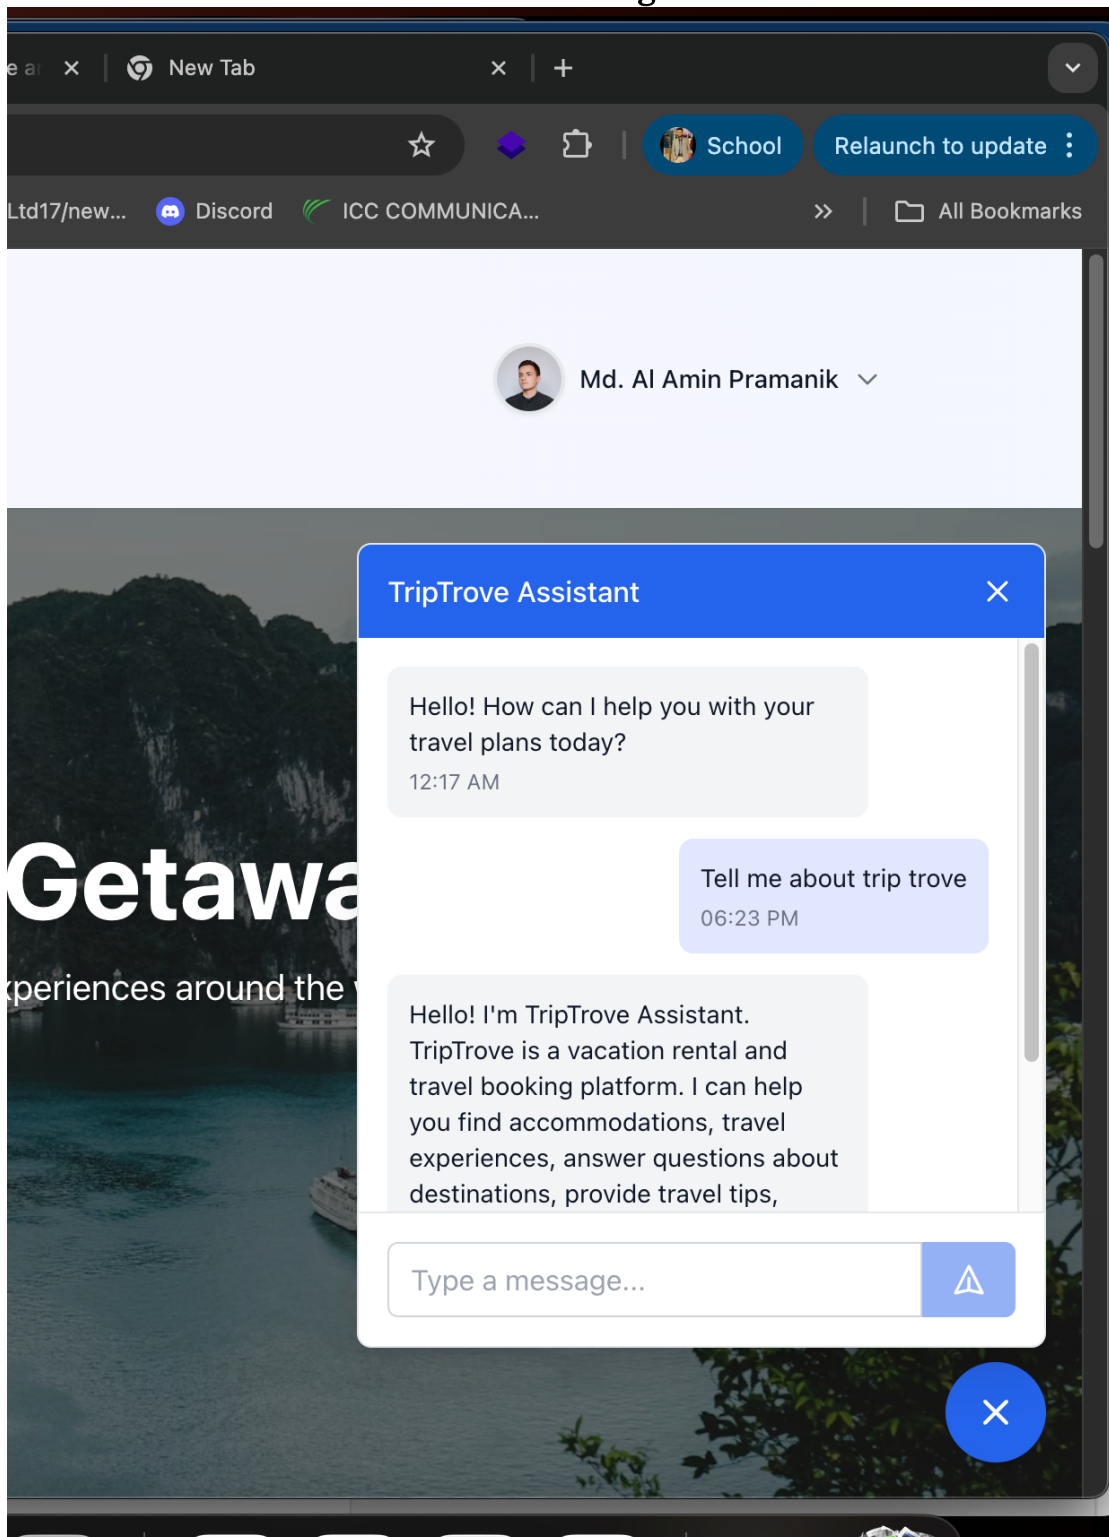 New Tab
School
Relaunch to update
Ltd17/new...
Discord
ICC COMMUNICA...
All Bookmarks
Md. Al Amin Pramanik
TripTrove Assistant
Hello! How can I help you with your
travel plans today?
12:17 AM
Tell me about trip trove
06:23 PM
Getawa
periences around the
Hello! I'm TripTrove Assistant.
TripTrove is a vacation rental and
travel booking platform. I can help
you find accommodations, travel
experiences, answer questions about
destinations, provide travel tips,
Type a message...